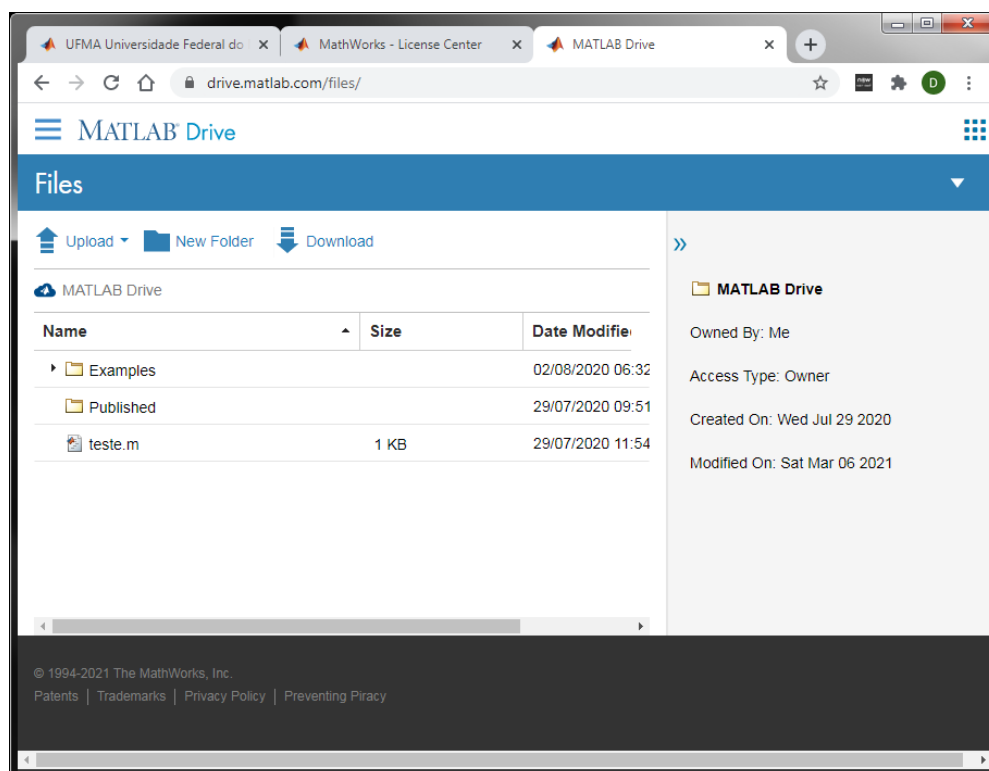 UFMA Universidade Federal do MathWorks - License Center MATLAB Drive
drive.matlab.com/files/ new D
MATLAB® Drive
Files
Upload New Folder Download
MATLAB Drive
Name Size Date Modifie
Examples 02/08/2020 06:32
Published 29/07/2020 09:51
teste.m 1 KB 29/07/2020 11:54
MATLAB Drive
Owned By: Me
Access Type: Owner
Created On: Wed Jul 29 2020
Modified On: Sat Mar 06 2021
© 1994-2021 The MathWorks, Inc.
Patents | Trademarks | Privacy Policy | Preventing Piracy